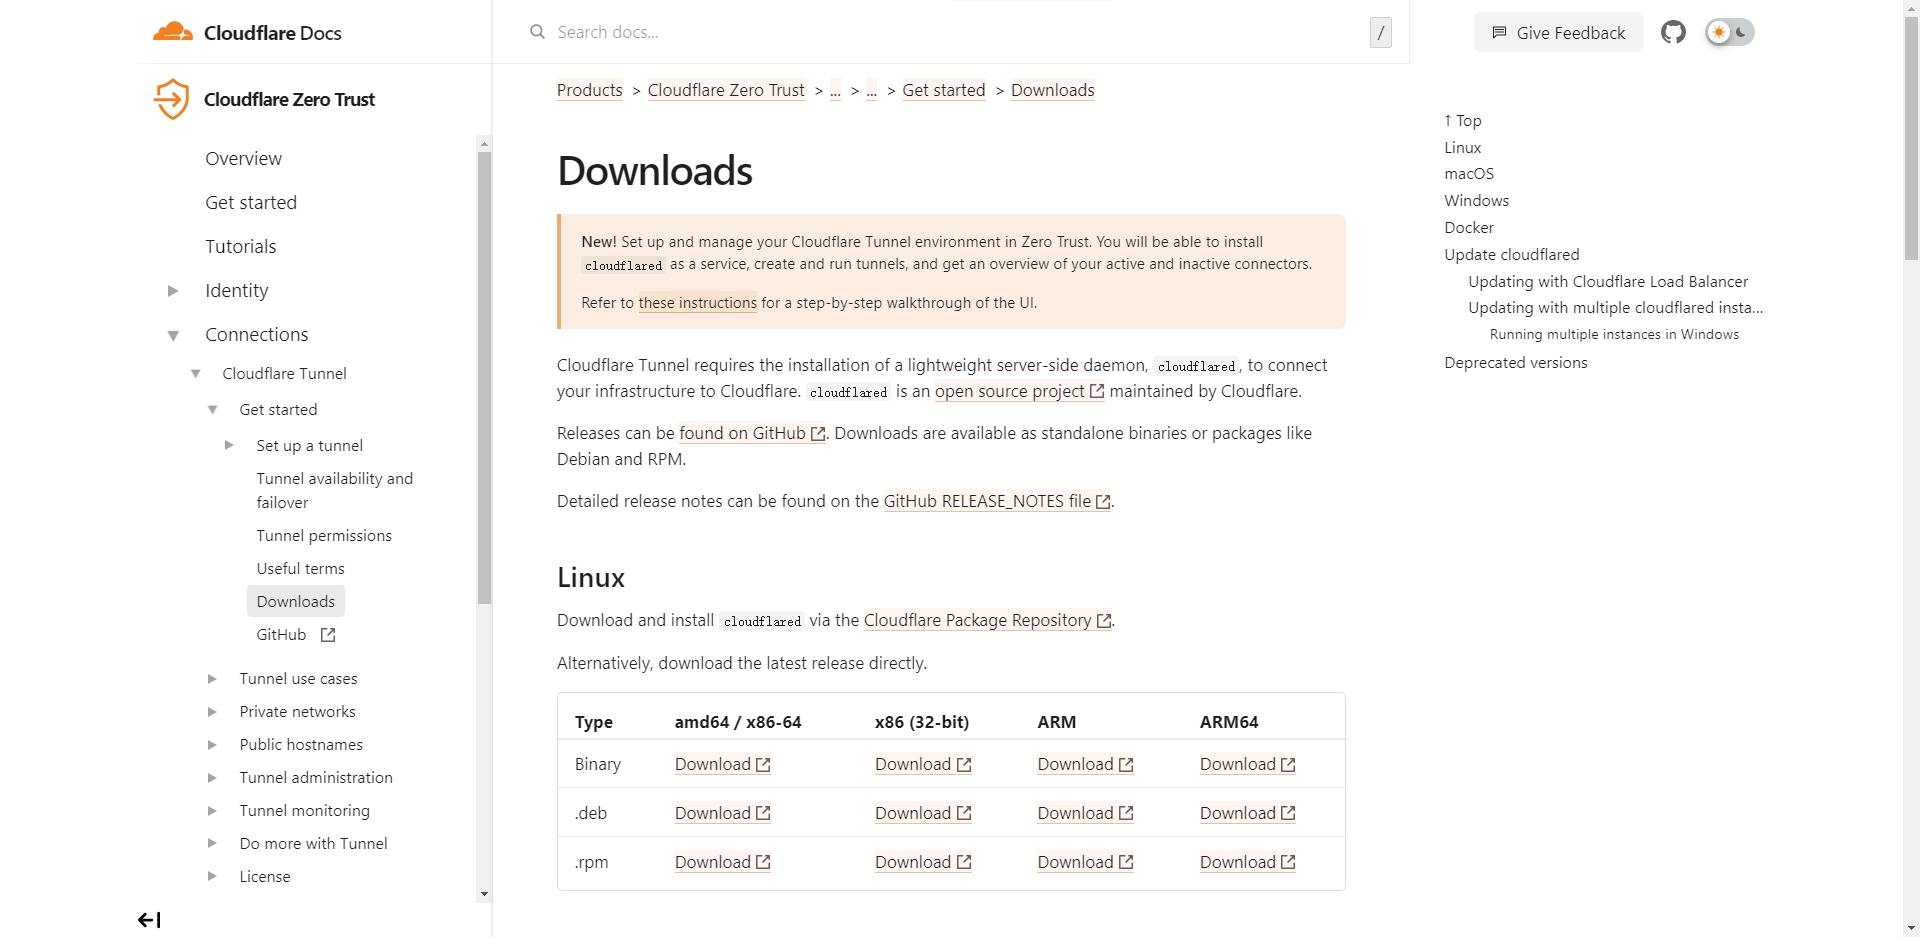 Cloudflare Docs
Search docs...
/
Give Feedback
Cloudflare Zero Trust
Overview
Get started
Tutorials
Identity
Connections
Cloudflare Tunnel
Get started
Set up a tunnel
Tunnel availability and
failover
Tunnel permissions
Useful terms
Downloads
GitHub
Tunnel use cases
Private networks
Public hostnames
Tunnel administration
Tunnel monitoring
Do more with Tunnel
License
Products > Cloudflare Zero Trust > ... > ... > Get started > Downloads
Downloads
New! Set up and manage your Cloudflare Tunnel environment in Zero Trust. You will be able to install
cloudflared as a service, create and run tunnels, and get an overview of your active and inactive connectors.
Refer to these instructions for a step-by-step walkthrough of the UI.
Cloudflare Tunnel requires the installation of a lightweight server-side daemon, cloudflared, to connect
your infrastructure to Cloudflare. cloudflared is an open source project maintained by Cloudflare.
Releases can be found on GitHub. Downloads are available as standalone binaries or packages like
Debian and RPM.
Detailed release notes can be found on the GitHub RELEASE_NOTES file.
Linux
Download and install cloudflared via the Cloudflare Package Repository.
Alternatively, download the latest release directly.
Type amd64 / x86-64 x86 (32-bit) ARM ARM64
Binary Download Download Download Download
.deb Download Download Download Download
.rpm Download Download Download Download
↑ Top
Linux
macOS
Windows
Docker
Update cloudflared
Updating with Cloudflare Load Balancer
Updating with multiple cloudflared insta...
Running multiple instances in Windows
Deprecated versions